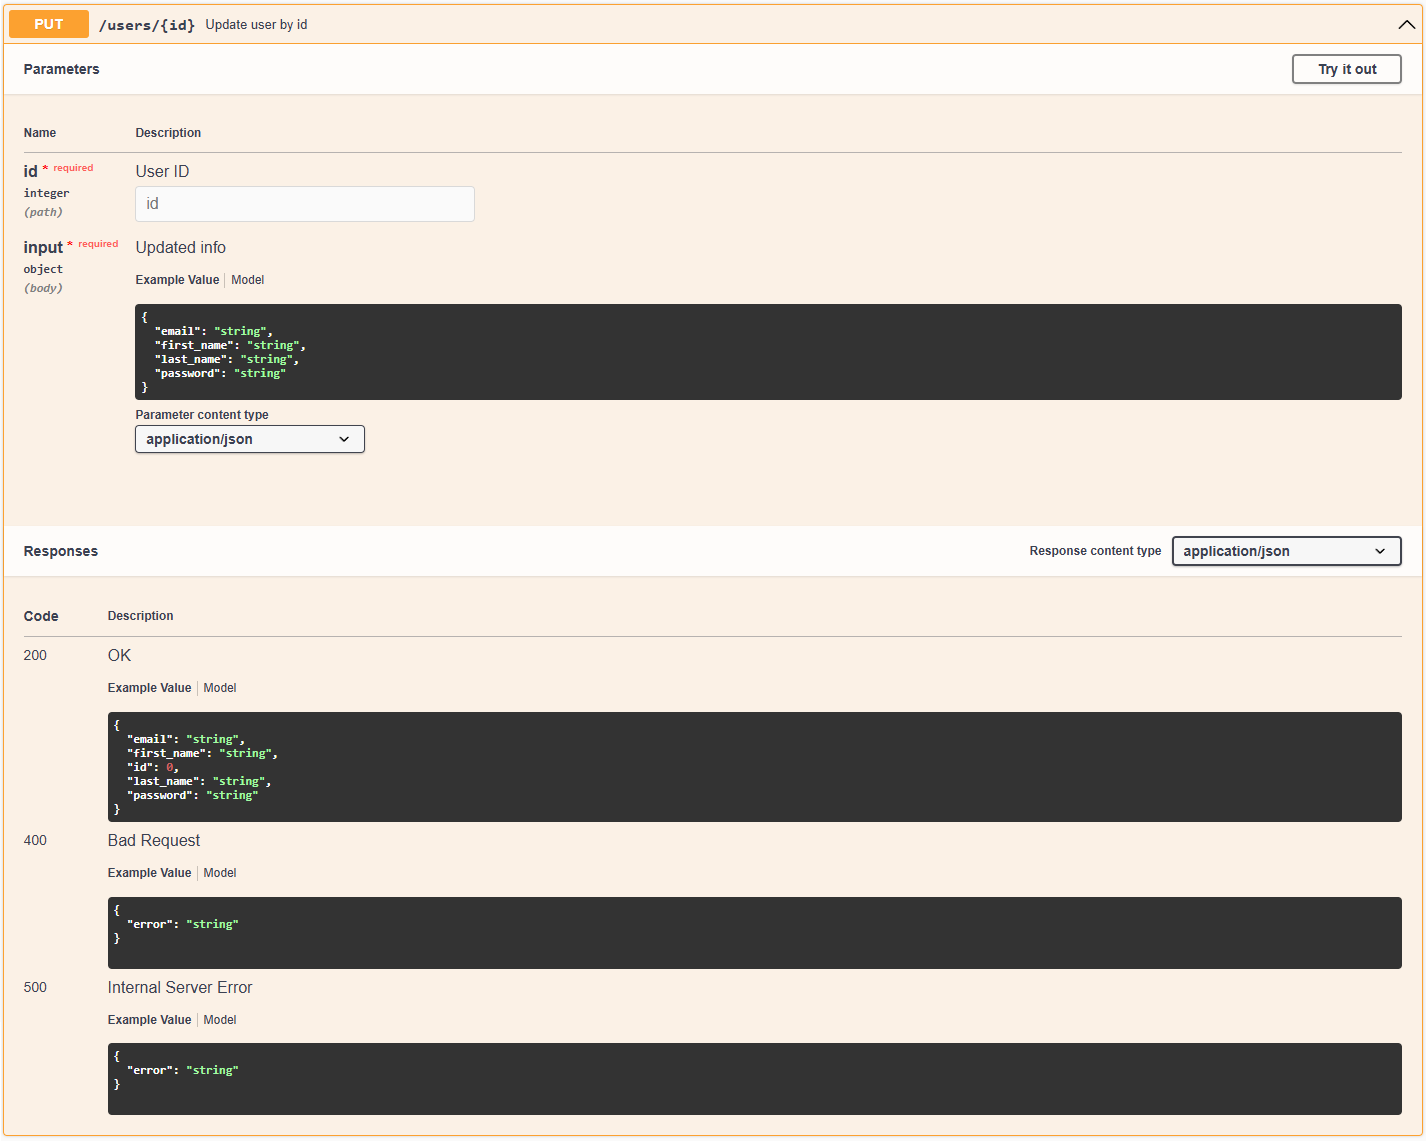 PUT /users/{id} Update user by id
Parameters Try it out
Name Description
id * required User ID
integer id
(path)
input * required Updated info
object
(body)
Example Value Model
{
  "email": "string",
  "first_name": "string",
  "last_name": "string",
  "password": "string"
}
Parameter content type
application/json
Responses Response content type application/json
Code Description
200 OK
Example Value Model
{
  "email": "string",
  "first_name": "string",
  "id": 0,
  "last_name": "string",
  "password": "string"
}
400 Bad Request
Example Value Model
{
  "error": "string"
}
500 Internal Server Error
Example Value Model
{
  "error": "string"
}